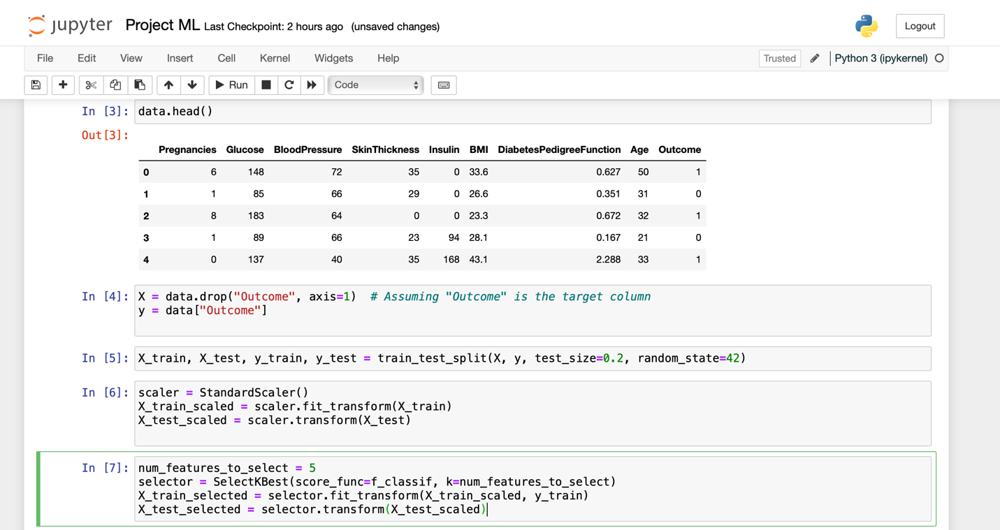 jupyter Project ML Last Checkpoint: 2 hours ago (unsaved changes) Logout
File Edit View Insert Cell Kernel Widgets Help Trusted Python 3 (ipykernel)
Run Code
In [3]: data.head()
Out[3]:
Pregnancies Glucose BloodPressure SkinThickness Insulin BMI DiabetesPedigreeFunction Age Outcome
0 6 148 72 35 0 33.6 0.627 50 1
1 1 85 66 29 0 26.6 0.351 31 0
2 8 183 64 0 0 23.3 0.672 32 1
3 1 89 66 23 94 28.1 0.167 21 0
4 0 137 40 35 168 43.1 2.288 33 1
In [4]: X = data.drop("Outcome", axis=1)  # Assuming "Outcome" is the target column
y = data["Outcome"]
In [5]: X_train, X_test, y_train, y_test = train_test_split(X, y, test_size=0.2, random_state=42)
In [6]: scaler = StandardScaler()
X_train_scaled = scaler.fit_transform(X_train)
X_test_scaled = scaler.transform(X_test)
In [7]: num_features_to_select = 5
selector = SelectKBest(score_func=f_classif, k=num_features_to_select)
X_train_selected = selector.fit_transform(X_train_scaled, y_train)
X_test_selected = selector.transform(X_test_scaled)